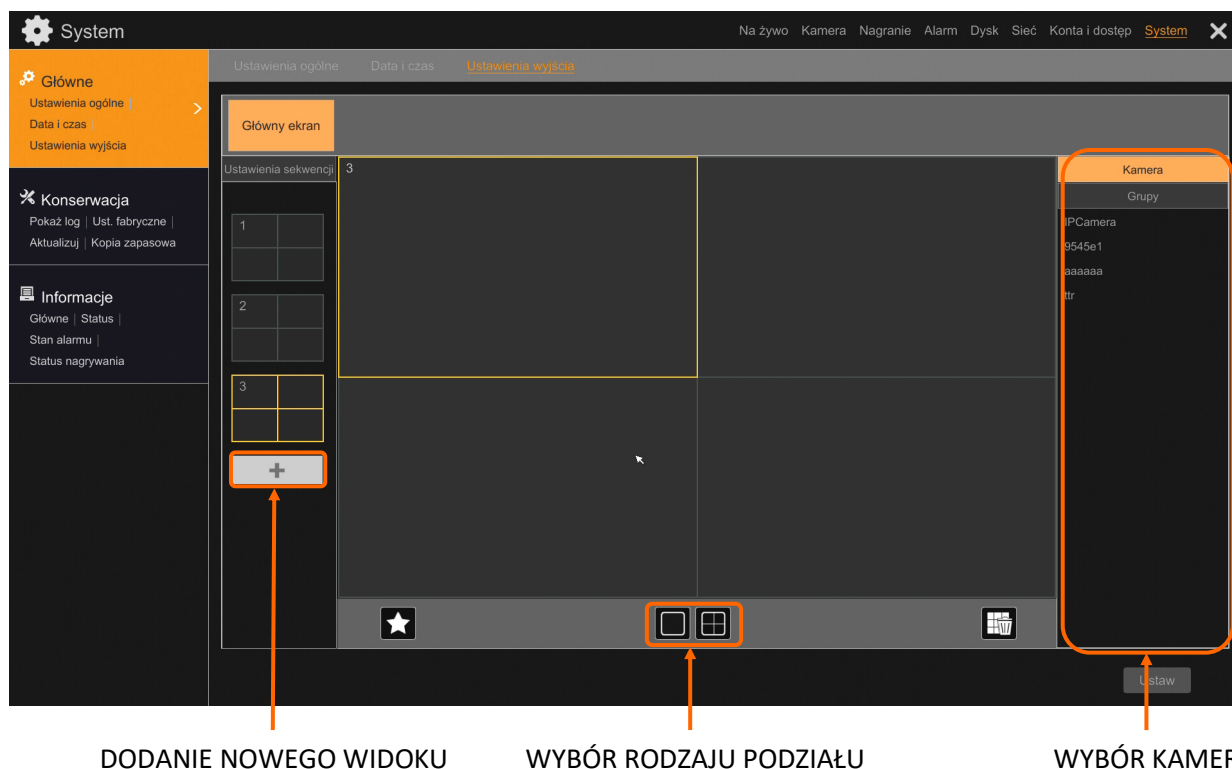 System
Na żywo Kamera Nagranie Alarm Dysk Sieć Konta i dostęp System
Główne
Ustawienia ogólne |
Data i czas |
Ustawienia wyjścia
Konserwacja
Pokaż log | Ust. fabryczne |
Aktualizuj | Kopia zapasowa
Informacje
Główne | Status |
Stan alarmu |
Status nagrywania
Ustawienia ogólne Data i czas Ustawienia wyjścia
Główny ekran
Ustawienia sekwencji
1
2
3
3
Kamera
Grupy
IPCamera
9545e1
aaaaaa
ttr
Ustaw
DODANIE NOWEGO WIDOKU WYBÓR RODZAJU PODZIAŁU WYBÓR